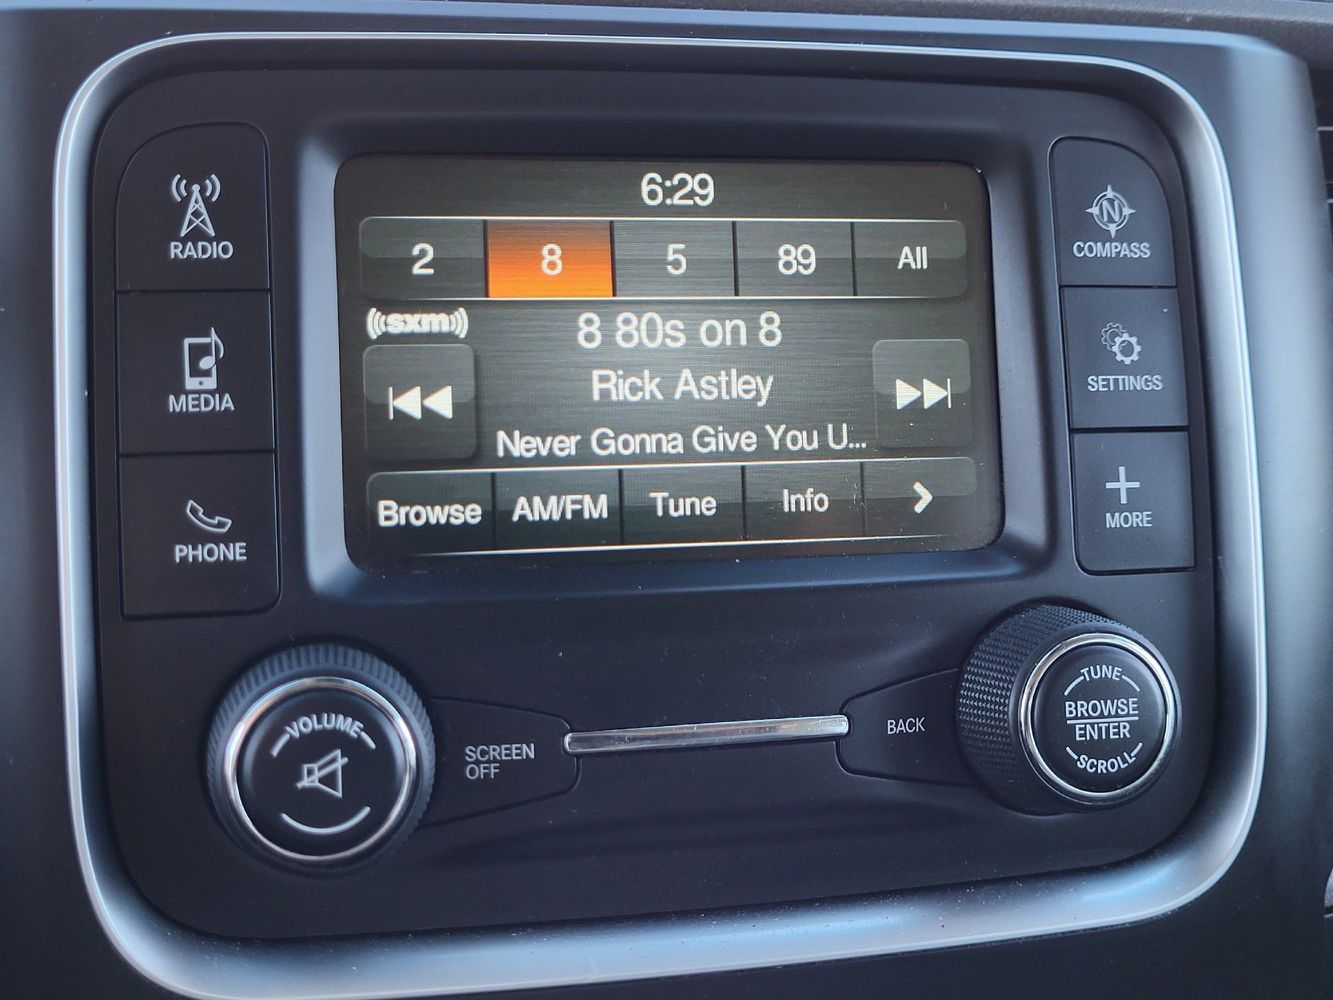 6:29
2 8 5 89 All
sxm
8 80s on 8
Rick Astley
Never Gonna Give You U...
Browse AM/FM Tune Info >
RADIO
MEDIA
PHONE
N
COMPASS
SETTINGS
MORE
VOLUME
SCREEN
OFF
BACK
TUNE
BROWSE
ENTER
SCROLL